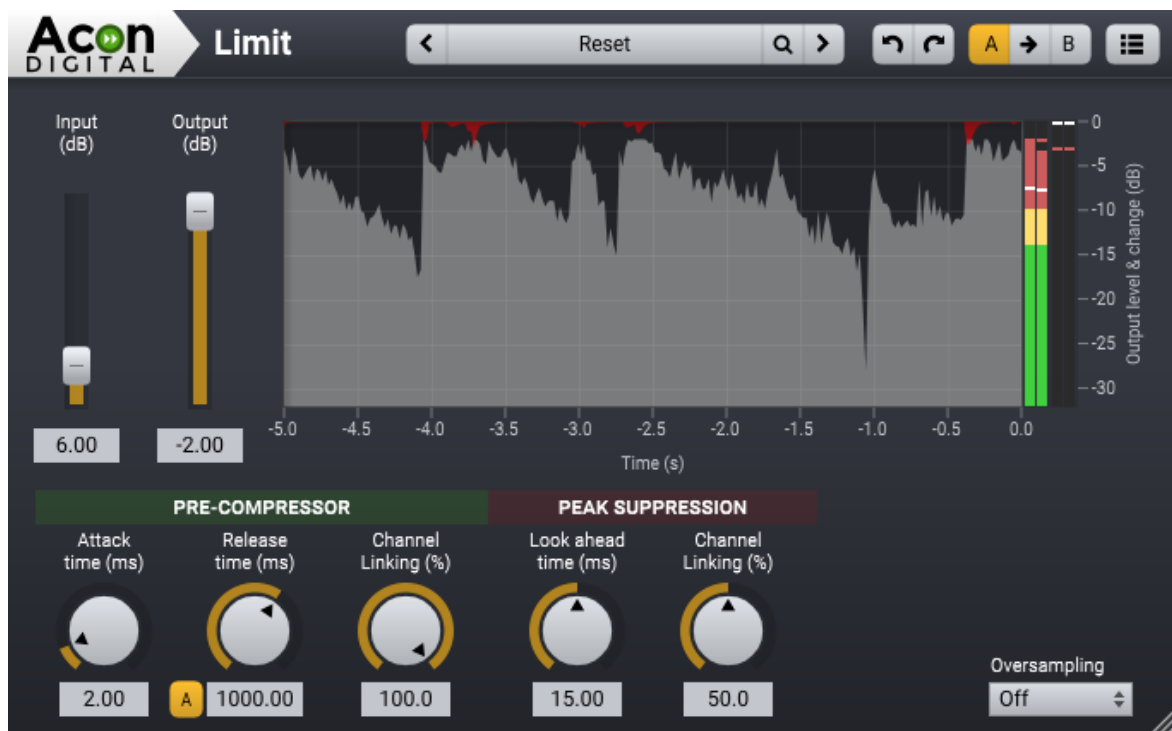 Acon
DIGITAL
Limit
Reset
A
B
Input
(dB)
Output
(dB)
6.00
-2.00
0
-5
-10
-15
-20
-25
-30
Output level & change (dB)
-5.0 -4.5 -4.0 -3.5 -3.0 -2.5 -2.0 -1.5 -1.0 -0.5 0.0
Time (s)
PRE-COMPRESSOR
PEAK SUPPRESSION
Attack
time (ms)
Release
time (ms)
Channel
Linking (%)
Look ahead
time (ms)
Channel
Linking (%)
2.00
A
1000.00
100.0
15.00
50.0
Oversampling
Off